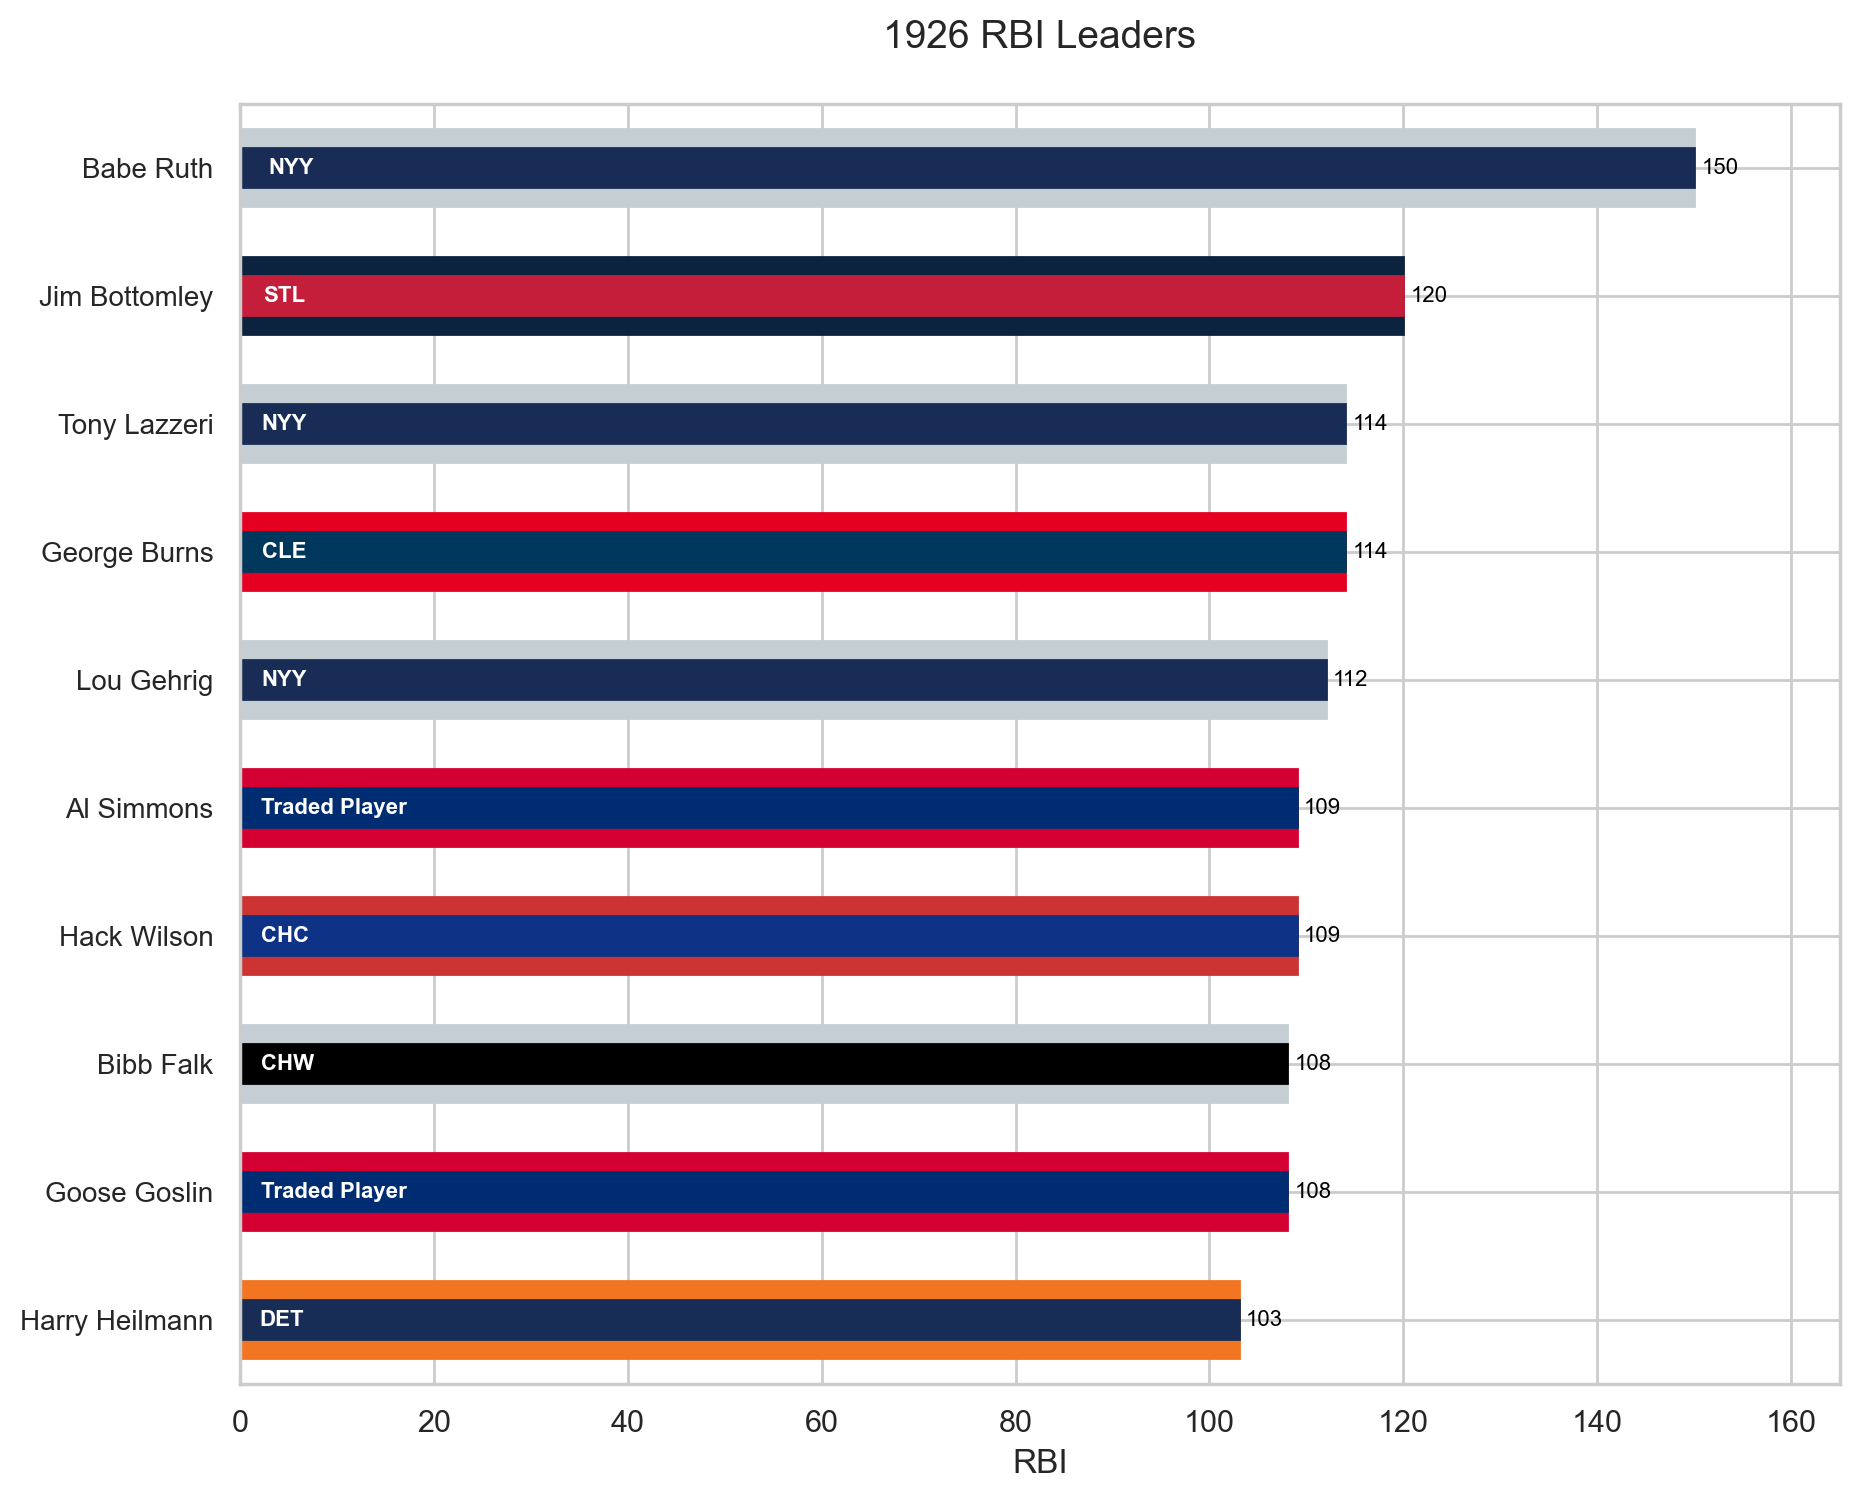 1926 RBI Leaders
Babe Ruth NYY 150
Jim Bottomley STL 120
Tony Lazzeri NYY 114
George Burns CLE 114
Lou Gehrig NYY 112
Al Simmons Traded Player 109
Hack Wilson CHC 109
Bibb Falk CHW 108
Goose Goslin Traded Player 108
Harry Heilmann DET 103
0 20 40 60 80 100 120 140 160
RBI